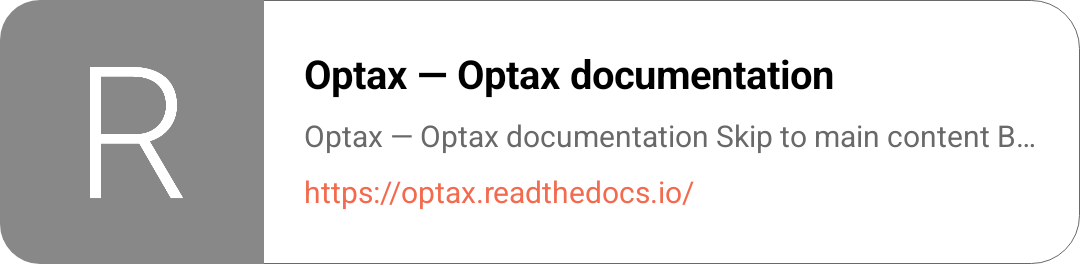 R
Optax — Optax documentation
Optax — Optax documentation Skip to main content B...
https://optax.readthedocs.io/